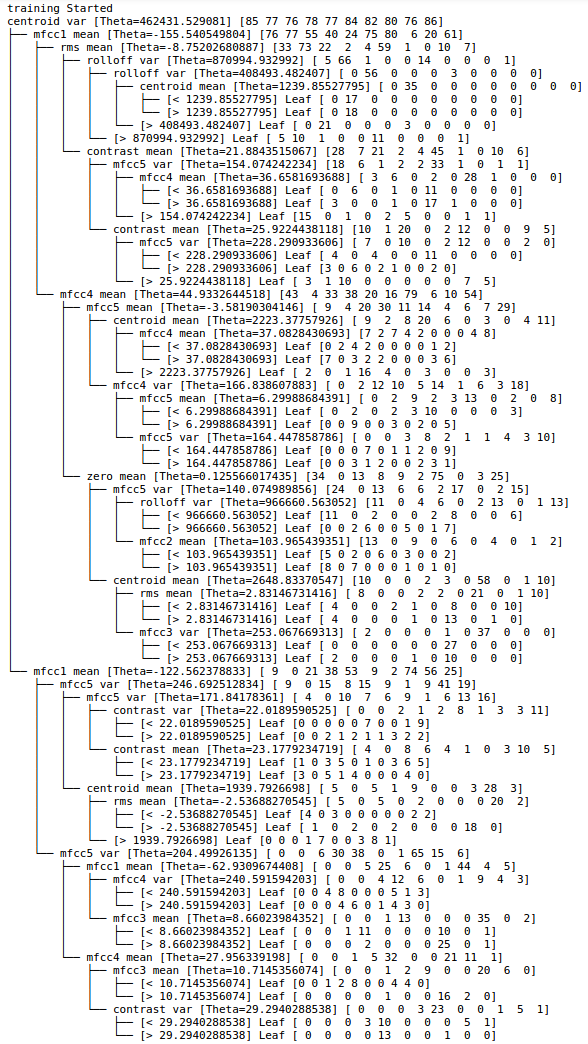 training Started
centroid var [Theta=462431.529081] [85 77 76 78 77 84 82 80 76 86]
├── mfcc1 mean [Theta=-155.540549804] [76 77 55 40 24 75 80  6 20 61]
│   ├── rms mean [Theta=-8.75202680887] [33 73 22  2  4 59  1  0 10  7]
│   │   ├── rolloff var [Theta=870994.932992] [ 5 66  1  0  0 14  0  0  0  1]
│   │   │   ├── rolloff var [Theta=408493.482407] [ 0 56  0  0  0  3  0  0  0  0]
│   │   │   │   ├── centroid mean [Theta=1239.85527795] [ 0 35  0  0  0  0  0  0  0  0]
│   │   │   │   │   ├── [< 1239.85527795] Leaf [ 0 17  0  0  0  0  0  0  0  0]
│   │   │   │   │   └── [> 1239.85527795] Leaf [ 0 18  0  0  0  0  0  0  0  0]
│   │   │   │   └── [> 408493.482407] Leaf [ 0 21  0  0  0  3  0  0  0  0]
│   │   │   └── [> 870994.932992] Leaf [ 5 10  1  0  0 11  0  0  0  1]
│   │   └── contrast mean [Theta=21.8843515067] [28  7 21  2  4 45  1  0 10  6]
│   │       ├── mfcc5 var [Theta=154.074242234] [18  6  1  2  2 33  1  0  1  1]
│   │       │   ├── mfcc4 mean [Theta=36.6581693688] [ 3  6  0  2  0 28  1  0  0  0]
│   │       │   │   ├── [< 36.6581693688] Leaf [ 0  6  0  1  0 11  0  0  0  0]
│   │       │   │   └── [> 36.6581693688] Leaf [ 3  0  0  1  0 17  1  0  0  0]
│   │       │   └── [> 154.074242234] Leaf [15  0  1  0  2  5  0  0  1  1]
│   │       └── contrast mean [Theta=25.9224438118] [10  1 20  0  2 12  0  0  9  5]
│   │           ├── mfcc5 var [Theta=228.290933606] [ 7  0 10  0  2 12  0  0  2  0]
│   │           │   ├── [< 228.290933606] Leaf [ 4  0  4  0  0 11  0  0  0  0]
│   │           │   └── [> 228.290933606] Leaf [3 0 6 0 2 1 0 0 2 0]
│   │           └── [> 25.9224438118] Leaf [ 3  1 10  0  0  0  0  0  7  5]
│   └── mfcc4 mean [Theta=44.9332644518] [43  4 33 38 20 16 79  6 10 54]
│       ├── mfcc5 mean [Theta=-3.58190304146] [ 9  4 20 30 11 14  4  6  7 29]
│       │   ├── centroid mean [Theta=2223.37757926] [ 9  2  8 20  6  0  3  0  4 11]
│       │   │   ├── mfcc4 mean [Theta=37.0828430693] [7 2 7 4 2 0 0 0 4 8]
│       │   │   │   ├── [< 37.0828430693] Leaf [0 2 4 2 0 0 0 0 1 2]
│       │   │   │   └── [> 37.0828430693] Leaf [7 0 3 2 2 0 0 0 3 6]
│       │   │   └── [> 2223.37757926] Leaf [ 2  0  1 16  4  0  3  0  0  3]
│       │   └── mfcc4 var [Theta=166.838607883] [ 0  2 12 10  5 14  1  6  3 18]
│       │       ├── mfcc5 mean [Theta=6.29988684391] [ 0  2  9  2  3 13  0  2  0  8]
│       │       │   ├── [< 6.29988684391] Leaf [ 0  2  0  2  3 10  0  0  0  3]
│       │       │   └── [> 6.29988684391] Leaf [0 0 9 0 0 3 0 2 0 5]
│       │       └── mfcc5 var [Theta=164.447858786] [ 0  0  3  8  2  1  1  4  3 10]
│       │           ├── [< 164.447858786] Leaf [0 0 0 7 0 1 1 2 0 9]
│       │           └── [> 164.447858786] Leaf [0 0 3 1 2 0 0 2 3 1]
│       └── zero mean [Theta=0.125566017435] [34  0 13  8  9  2 75  0  3 25]
│           ├── mfcc5 var [Theta=140.074989856] [24  0 13  6  6  2 17  0  2 15]
│           │   ├── rolloff var [Theta=966660.563052] [11  0  4  6  0  2 13  0  1 13]
│           │   │   ├── [< 966660.563052] Leaf [11  0  2  0  0  2  8  0  0  6]
│           │   │   └── [> 966660.563052] Leaf [0 0 2 6 0 0 5 0 1 7]
│           │   └── mfcc2 mean [Theta=103.965439351] [13  0  9  0  6  0  4  0  1  2]
│           │       ├── [< 103.965439351] Leaf [5 0 2 0 6 0 3 0 0 2]
│           │       └── [> 103.965439351] Leaf [8 0 7 0 0 0 1 0 1 0]
│           └── centroid mean [Theta=2648.83370547] [10  0  0  2  3  0 58  0  1 10]
│               ├── rms mean [Theta=2.83146731416] [ 8  0  0  2  2  0 21  0  1 10]
│               │   ├── [< 2.83146731416] Leaf [ 4  0  0  2  1  0  8  0  0 10]
│               │   └── [> 2.83146731416] Leaf [ 4  0  0  0  1  0 13  0  1  0]
│               └── mfcc3 var [Theta=253.067669313] [ 2  0  0  0  1  0 37  0  0  0]
│                   ├── [< 253.067669313] Leaf [ 0  0  0  0  0  0 27  0  0  0]
│                   └── [> 253.067669313] Leaf [ 2  0  0  0  1  0 10  0  0  0]
└── mfcc1 mean [Theta=-122.562378833] [ 9  0 21 38 53  9  2 74 56 25]
    ├── mfcc5 var [Theta=246.692512834] [ 9  0 15  8 15  9  1  9 41 19]
    │   ├── mfcc5 var [Theta=171.84178361] [ 4  0 10  7  6  9  1  6 13 16]
    │   │   ├── contrast var [Theta=22.0189590525] [ 0  0  2  1  2  8  1  3  3 11]
    │   │   │   ├── [< 22.0189590525] Leaf [0 0 0 0 0 7 0 0 1 9]
    │   │   │   └── [> 22.0189590525] Leaf [0 0 2 1 2 1 1 3 2 2]
    │   │   └── contrast mean [Theta=23.1779234719] [ 4  0  8  6  4  1  0  3 10  5]
    │   │       ├── [< 23.1779234719] Leaf [1 0 3 5 0 1 0 3 6 5]
    │   │       └── [> 23.1779234719] Leaf [3 0 5 1 4 0 0 0 4 0]
    │   └── centroid mean [Theta=1939.7926698] [ 5  0  5  1  9  0  0  3 28  3]
    │       ├── rms mean [Theta=-2.53688270545] [ 5  0  5  0  2  0  0  0 20  2]
    │       │   ├── [< -2.53688270545] Leaf [4 0 3 0 0 0 0 0 2 2]
    │       │   └── [> -2.53688270545] Leaf [ 1  0  2  0  2  0  0  0 18  0]
    │       └── [> 1939.7926698] Leaf [0 0 0 1 7 0 0 3 8 1]
    └── mfcc5 var [Theta=204.49926135] [ 0  0  6 30 38  0  1 65 15  6]
        ├── mfcc1 mean [Theta=-62.9309674408] [ 0  0  5 25  6  0  1 44  4  5]
        │   ├── mfcc4 var [Theta=240.591594203] [ 0  0  4 12  6  0  1  9  4  3]
        │   │   ├── [< 240.591594203] Leaf [0 0 4 8 0 0 0 5 1 3]
        │   │   └── [> 240.591594203] Leaf [0 0 0 4 6 0 1 4 3 0]
        │   └── mfcc3 mean [Theta=8.66023984352] [ 0  0  1 13  0  0  0 35  0  2]
        │       ├── [< 8.66023984352] Leaf [ 0  0  1 11  0  0  0 10  0  1]
        │       └── [> 8.66023984352] Leaf [ 0  0  0  2  0  0  0 25  0  1]
        └── mfcc4 mean [Theta=27.956339198] [ 0  0  1  5 32  0  0 21 11  1]
            ├── mfcc3 mean [Theta=10.7145356074] [ 0  0  1  2  9  0  0 20  6  0]
            │   ├── [< 10.7145356074] Leaf [0 0 1 2 8 0 0 4 4 0]
            │   └── [> 10.7145356074] Leaf [ 0  0  0  0  1  0  0 16  2  0]
            └── contrast var [Theta=29.2940288538] [ 0  0  0  3 23  0  0  1  5  1]
                ├── [< 29.2940288538] Leaf [ 0  0  0  3 10  0  0  0  5  1]
                └── [> 29.2940288538] Leaf [ 0  0  0  0 13  0  0  1  0  0]